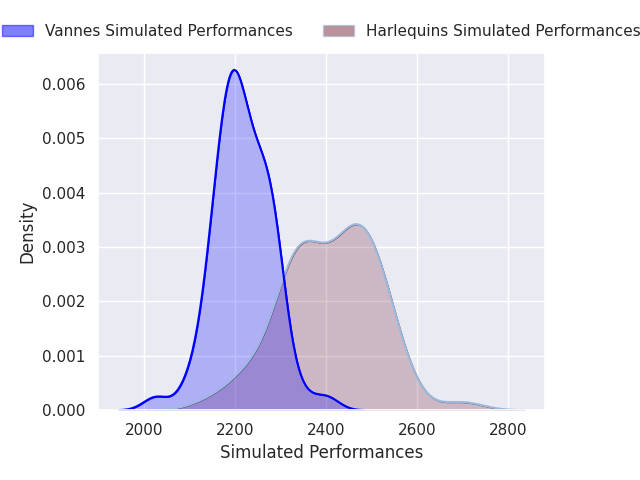 Vannes Simulated Performances
Harlequins Simulated Performances
0.006
0.005
0.004
0.003
0.002
0.001
0.000
Density
2000 2200 2400 2600 2800
Simulated Performances